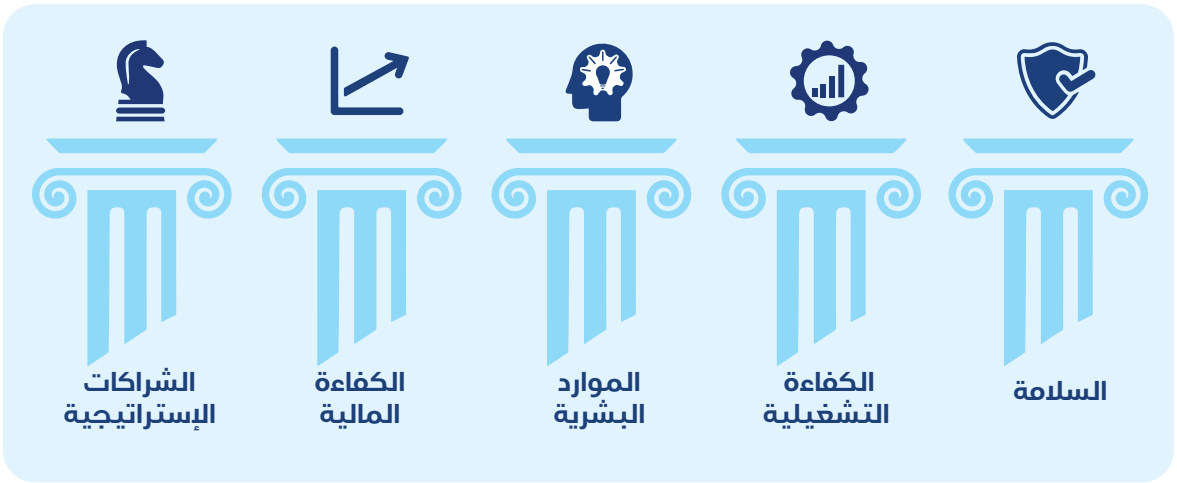 السلامة
الكفاءة
التشغيلية
الموارد
البشرية
الكفاءة
المالية
الشراكات
الإستراتيجية